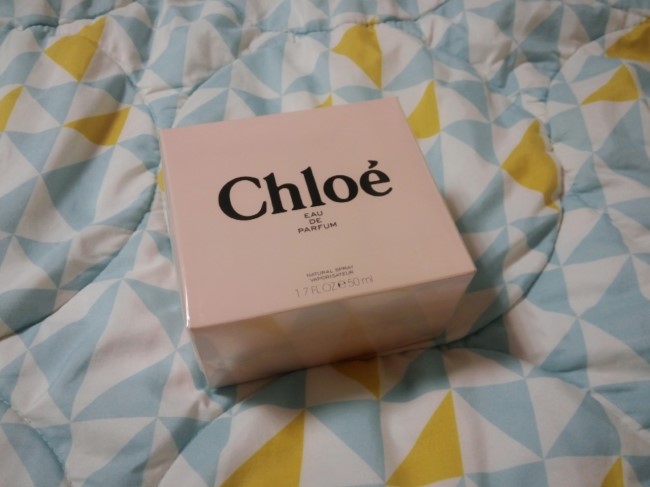 Chloé
EAU
DE
PARFUM
NATURAL SPRAY
VAPORISATEUR
1.7 FL OZ ℮ 50 ml